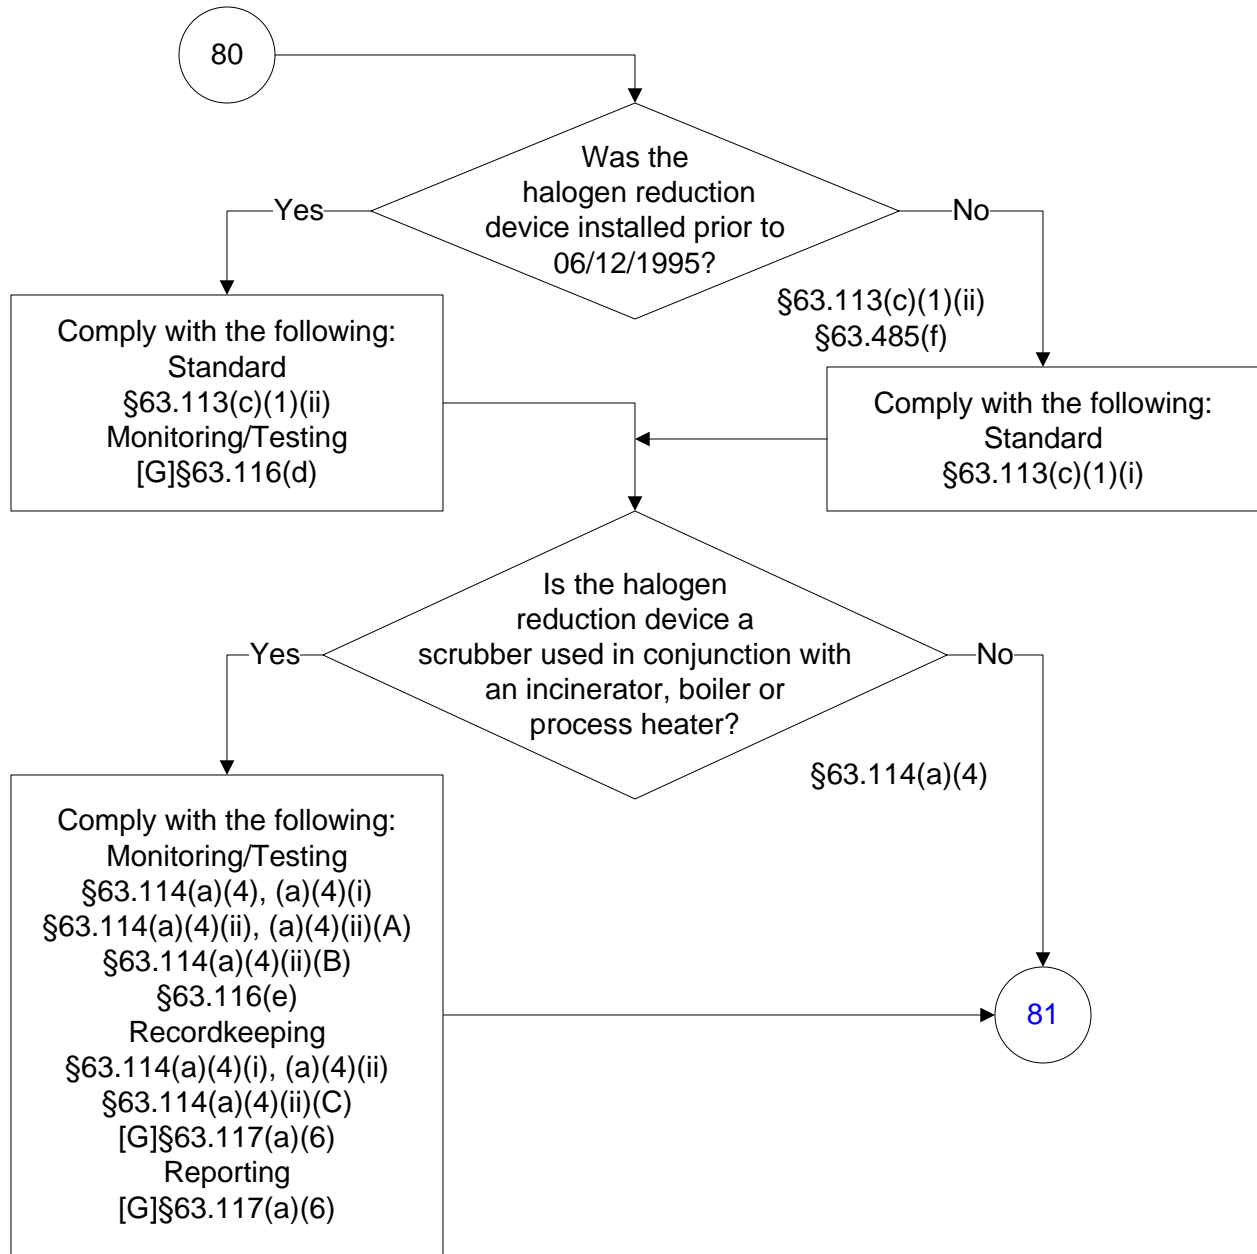 80
Was the
halogen reduction
device installed prior to
06/12/1995?
Yes
No
§63.113(c)(1)(ii)
§63.485(f)
Comply with the following:
Standard
§63.113(c)(1)(ii)
Monitoring/Testing
[G]§63.116(d)
Comply with the following:
Standard
§63.113(c)(1)(i)
Is the halogen
reduction device a
scrubber used in conjunction with
an incinerator, boiler or
process heater?
Yes
No
§63.114(a)(4)
Comply with the following:
Monitoring/Testing
§63.114(a)(4), (a)(4)(i)
§63.114(a)(4)(ii), (a)(4)(ii)(A)
§63.114(a)(4)(ii)(B)
§63.116(e)
Recordkeeping
§63.114(a)(4)(i), (a)(4)(ii)
§63.114(a)(4)(ii)(C)
[G]§63.117(a)(6)
Reporting
[G]§63.117(a)(6)
81